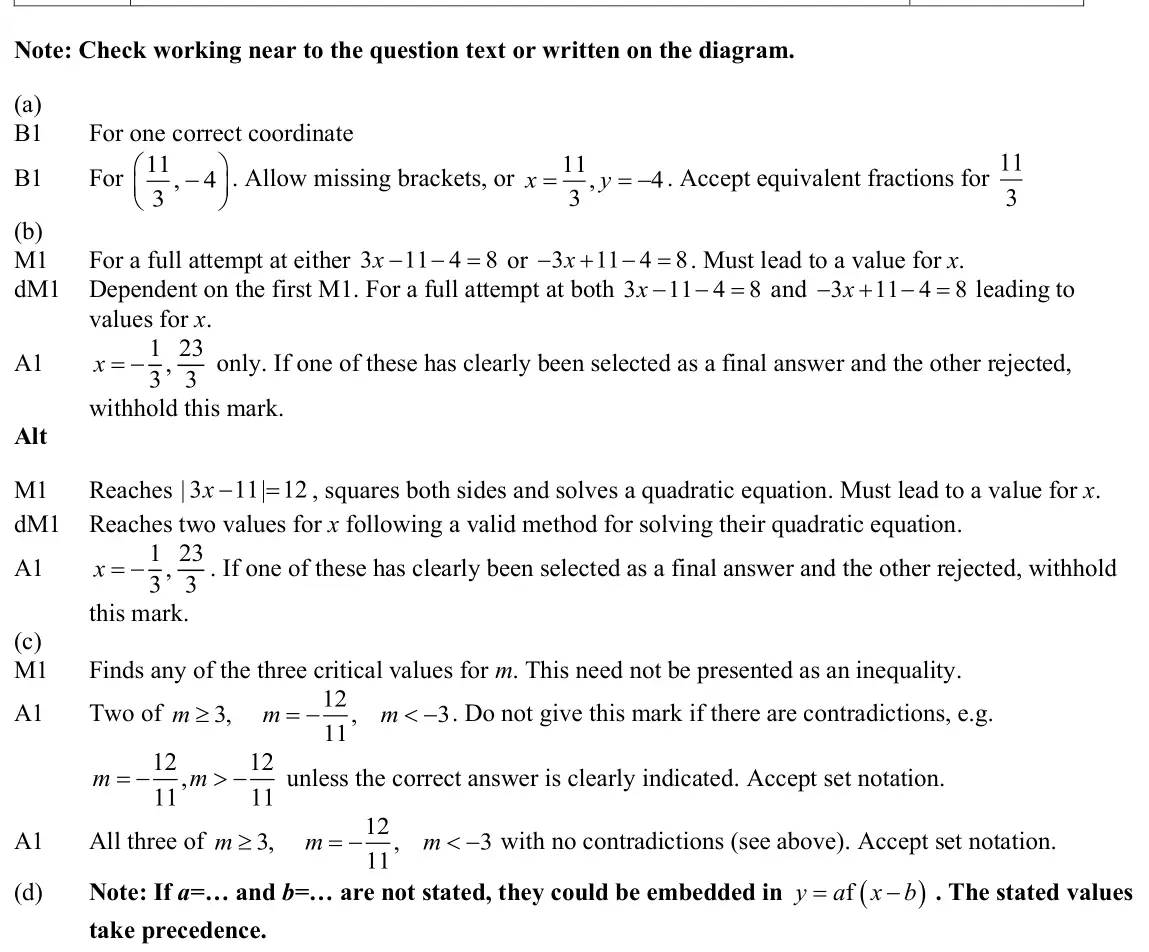 Note: Check working near to the question text or written on the diagram.
(a)
B1 For one correct coordinate
B1 For (11/3, −4). Allow missing brackets, or x = 11/3, y = −4. Accept equivalent fractions for 11/3
(b)
M1 For a full attempt at either 3x−11−4=8 or −3x+11−4=8. Must lead to a value for x.
dM1 Dependent on the first M1. For a full attempt at both 3x−11−4=8 and −3x+11−4=8 leading to
values for x.
A1 x = −1/3, 23/3 only. If one of these has clearly been selected as a final answer and the other rejected,
withhold this mark.
Alt
M1 Reaches |3x−11|=12, squares both sides and solves a quadratic equation. Must lead to a value for x.
dM1 Reaches two values for x following a valid method for solving their quadratic equation.
A1 x = −1/3, 23/3. If one of these has clearly been selected as a final answer and the other rejected, withhold
this mark.
(c)
M1 Finds any of the three critical values for m. This need not be presented as an inequality.
A1 Two of m ≥ 3, m = −12/11, m < −3. Do not give this mark if there are contradictions, e.g.
m = −12/11, m > −12/11 unless the correct answer is clearly indicated. Accept set notation.
A1 All three of m ≥ 3, m = −12/11, m < −3 with no contradictions (see above). Accept set notation.
(d) Note: If a=… and b=… are not stated, they could be embedded in y = af(x−b). The stated values
take precedence.